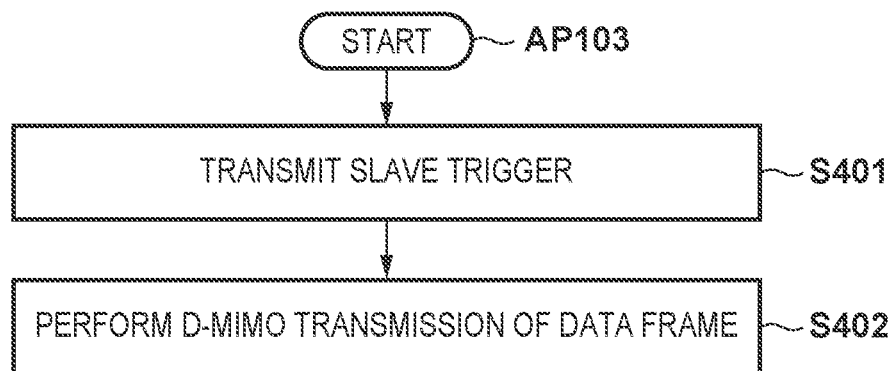 START
AP103
TRANSMIT SLAVE TRIGGER
S401
PERFORM D-MIMO TRANSMISSION OF DATA FRAME
S402